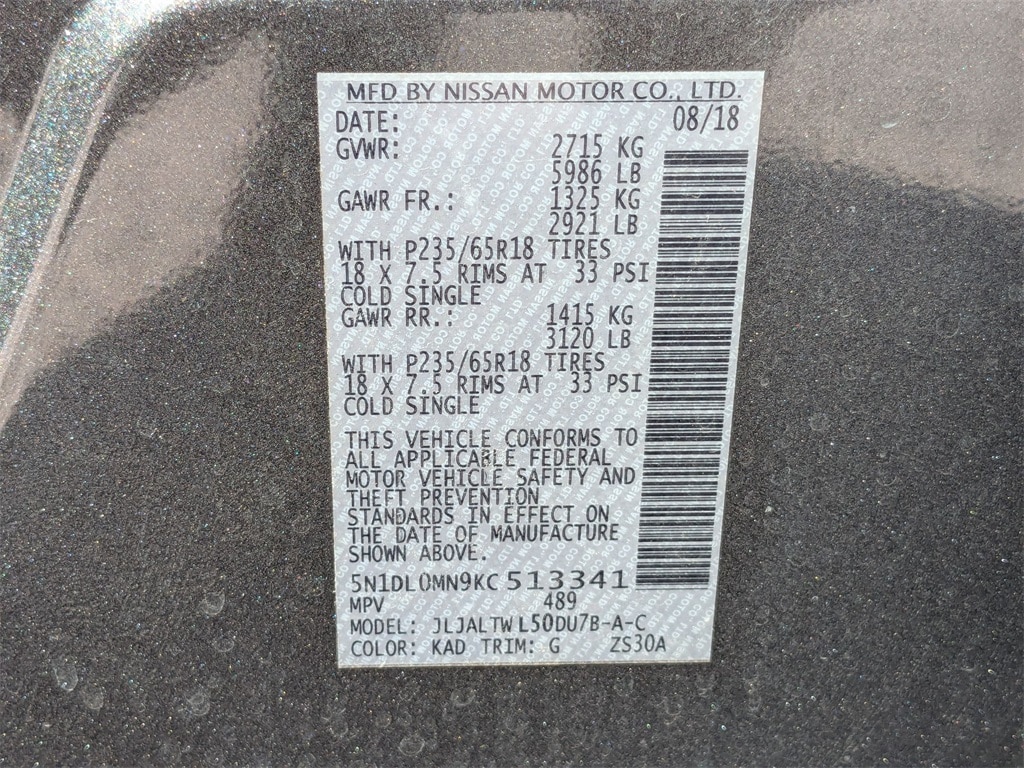 MFD BY NISSAN MOTOR CO., LTD.
DATE: 08/18
GVWR: 2715 KG
5986 LB
GAWR FR.: 1325 KG
2921 LB
WITH P235/65R18 TIRES
18 X 7.5 RIMS AT 33 PSI
COLD SINGLE
GAWR RR.: 1415 KG
3120 LB
WITH P235/65R18 TIRES
18 X 7.5 RIMS AT 33 PSI
COLD SINGLE
THIS VEHICLE CONFORMS TO
ALL APPLICABLE FEDERAL
MOTOR VEHICLE SAFETY AND
THEFT PREVENTION
STANDARDS IN EFFECT ON
THE DATE OF MANUFACTURE
SHOWN ABOVE.
5N1DL0MN9KC513341
MPV 489
MODEL: JLJALTWL50DU7B-A-C
COLOR: KAD TRIM: G ZS30A